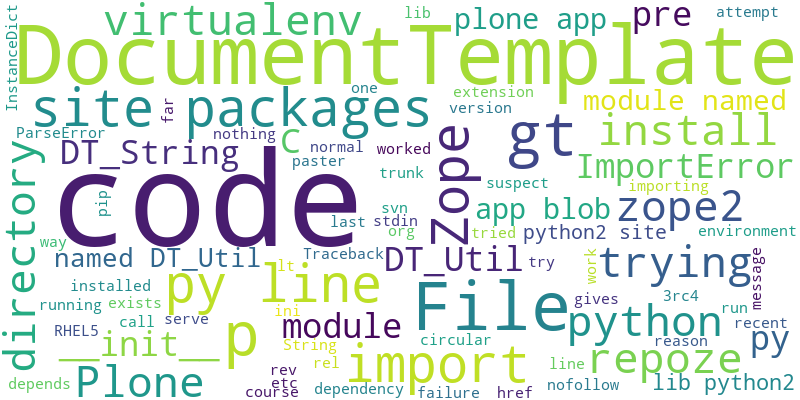 InstanceDict
virtualenv
lib
plone app
pre
attempt
DocumentTemplate
site packages
far
one
extension
version
module named
ParseError
nothing
C
normal
worked
gt
install
DT_String
paster
trunk
Zope
suspect
ImportError
directory
code
pip
svn
stdin
last
org
tried
app blob
importing
zope2
python2 site
environment
way
named DT_Util
Traceback
DT_Util
try
trying
work
message
installed
lt
py line
running
exists
ini
File
gives
3rc4
run
RHEL5
call
serve
p
String
module
python
recent
py
__init__
circular
reason
import
line
repoze
depends
Plone
rev
etc
course
rel
dependency
failure
href
nofollow
lib python2